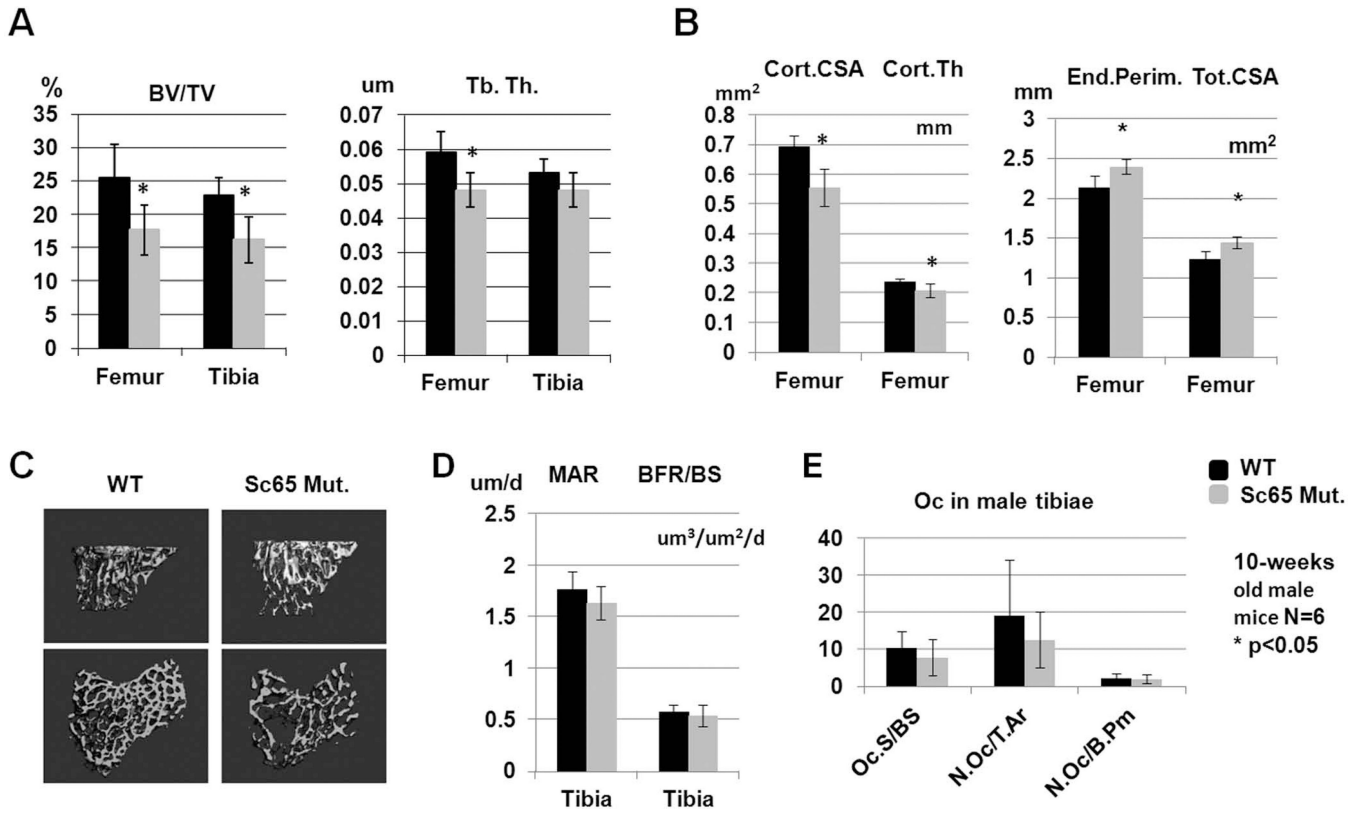 A
%
BV/TV
35
30
25
20
15
10
5
0
*
*
Femur
Tibia
um
Tb. Th.
0.07
0.06
0.05
0.04
0.03
0.02
0.01
0
*
Femur
Tibia
B
Cort.CSA
Cort.Th
mm²
mm
0.8
0.7
0.6
0.5
0.4
0.3
0.2
0.1
0
*
*
Femur
Femur
End.Perim.
Tot.CSA
mm
mm²
3
2.5
2
1.5
1
0.5
0
*
*
Femur
Femur
C
WT
Sc65 Mut.
D
um/d
MAR
BFR/BS
um³/um²/d
2.5
2
1.5
1
0.5
0
Tibia
Tibia
E
Oc in male tibiae
40
30
20
10
0
Oc.S/BS
N.Oc/T.Ar
N.Oc/B.Pm
WT
Sc65 Mut.
10-weeks
old male
mice N=6
* p<0.05